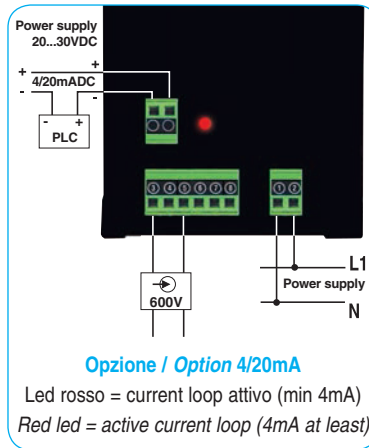 Power supply
20...30VDC
+ +
4/20mADC
- -
- +
PLC
3 4 5 6 7 8
1 2
600V
L1
Power supply
N
Opzione / Option 4/20mA
Led rosso = current loop attivo (min 4mA)
Red led = active current loop (4mA at least)